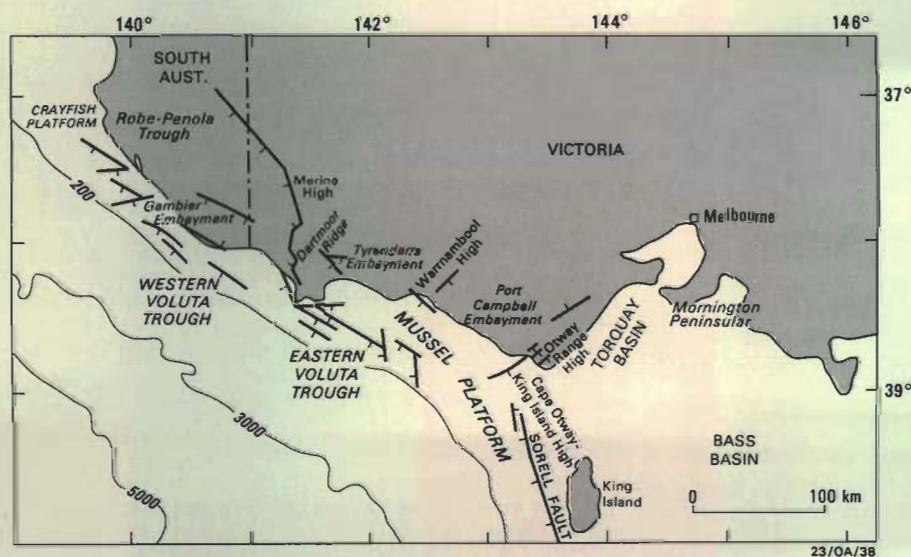 140°
142°
144°
146°
SOUTH
AUST.
37°
CRAYFISH
PLATFORM
Robe-Penola
Trough
VICTORIA
Merino
High
200
Gambier
Embayment
Dartmoor
Ridge
Tyrendarra
Embayment
Warrnambool
High
Melbourne
WESTERN
VOLUTA
TROUGH
Port
Campbell
Embayment
Mornington
Peninsular
MUSSEL
PLATFORM
Otway
Range
High
TORQUAY
BASIN
EASTERN
VOLUTA
TROUGH
39°
Cape Otway-
King Island High
3000
SORELL FAULT
BASS
BASIN
5000
King
Island
0 100 km
23/OA/38